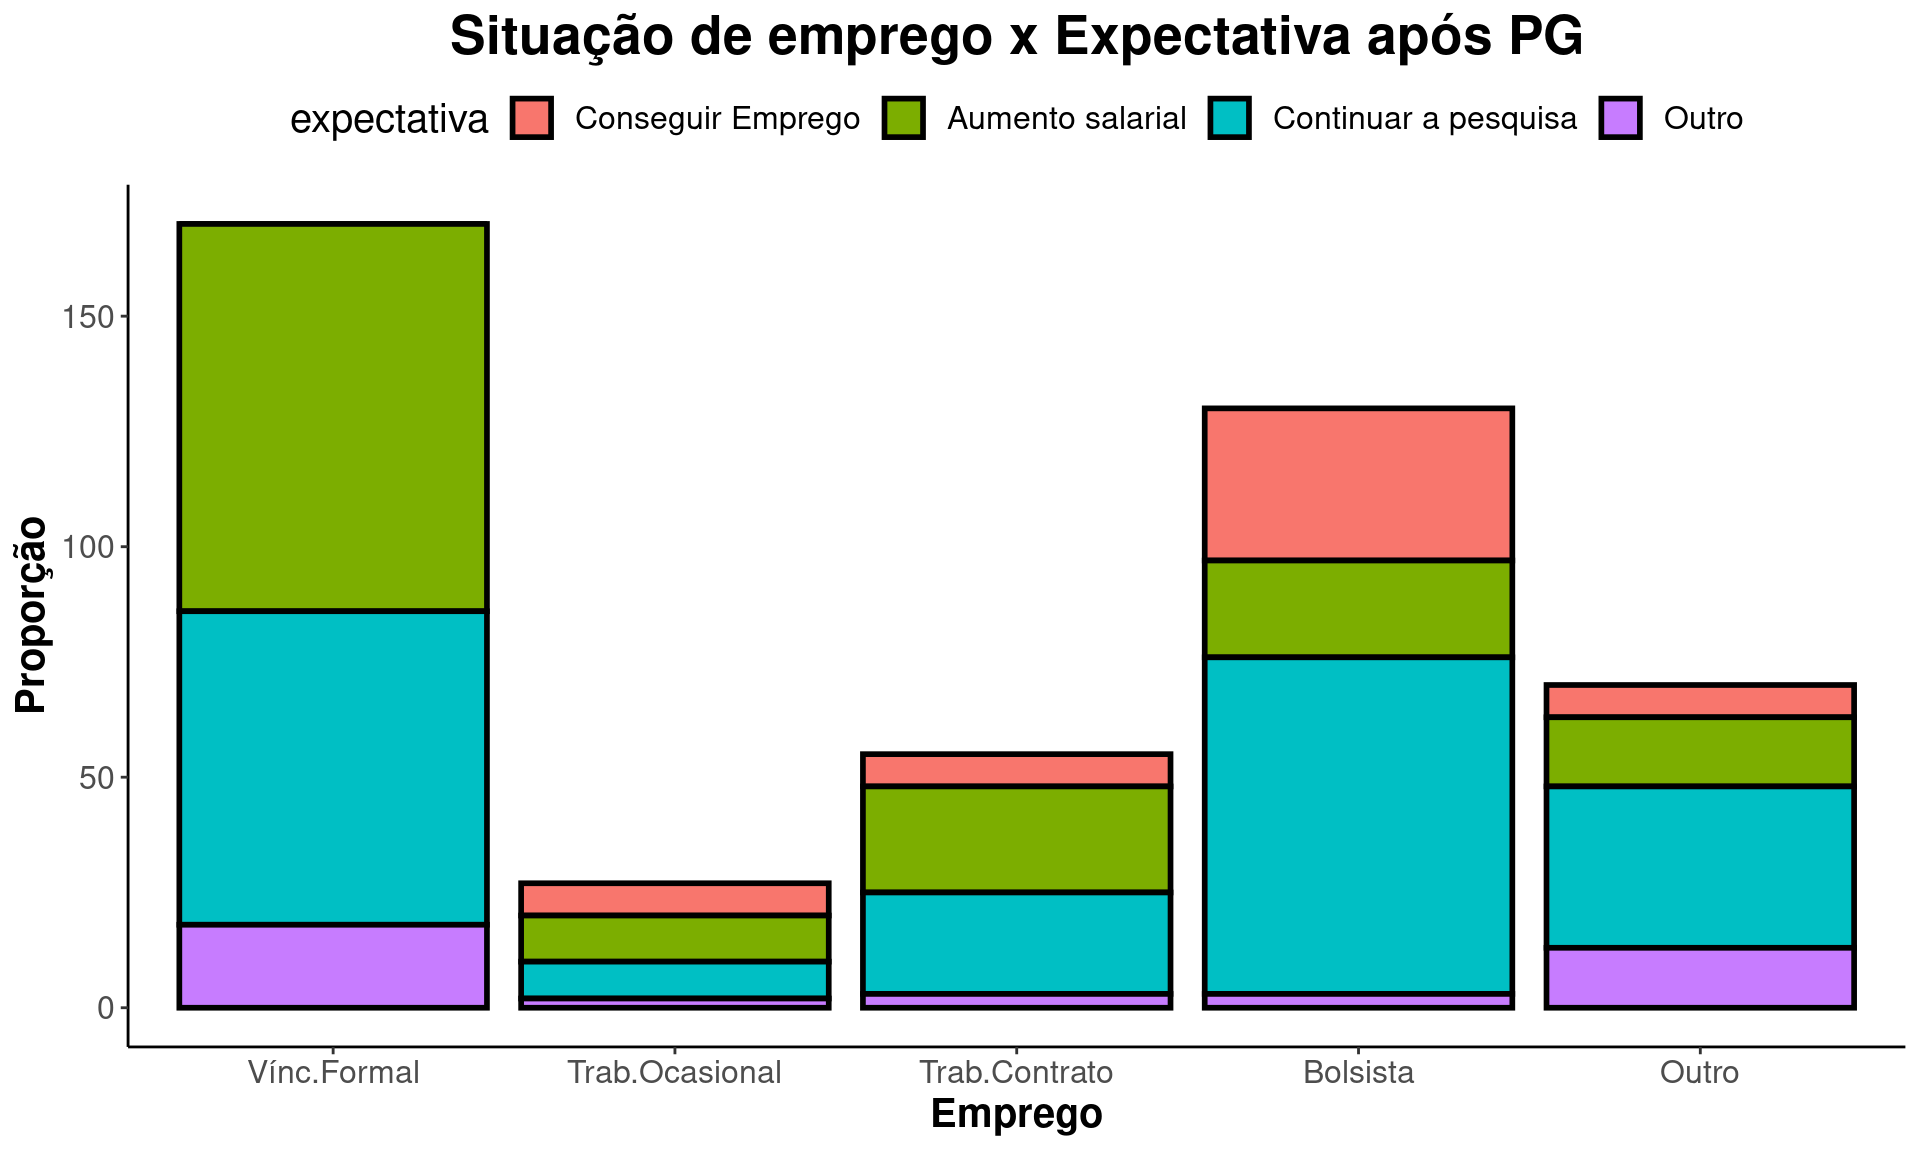 Situação de emprego x Expectativa após PG
expectativa Conseguir Emprego Aumento salarial Continuar a pesquisa Outro
Proporção
150
100
50
0
Vínc.Formal Trab.Ocasional Trab.Contrato Bolsista Outro
Emprego